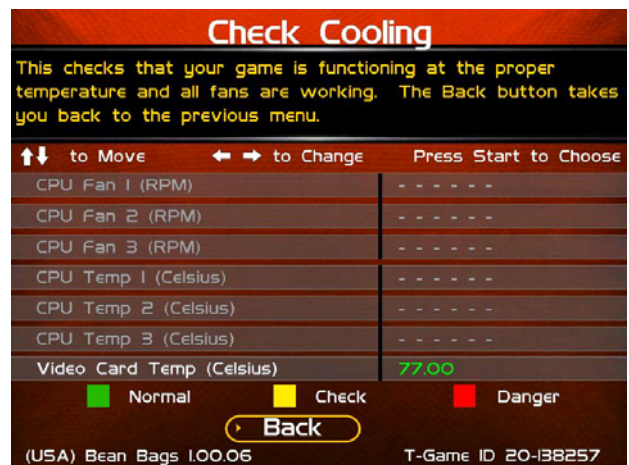 Check Cooling
This checks that your game is functioning at the proper
temperature and all fans are working. The Back button takes
you back to the previous menu.
↑↓ to Move ← → to Change Press Start to Choose
CPU Fan 1 (RPM) - - - - - -
CPU Fan 2 (RPM) - - - - - -
CPU Fan 3 (RPM) - - - - - -
CPU Temp 1 (Celsius) - - - - - -
CPU Temp 2 (Celsius) - - - - - -
CPU Temp 3 (Celsius) - - - - - -
Video Card Temp (Celsius) 77.00
Normal Check Danger
Back
(USA) Bean Bags 1.00.06 T-Game ID 20-138257